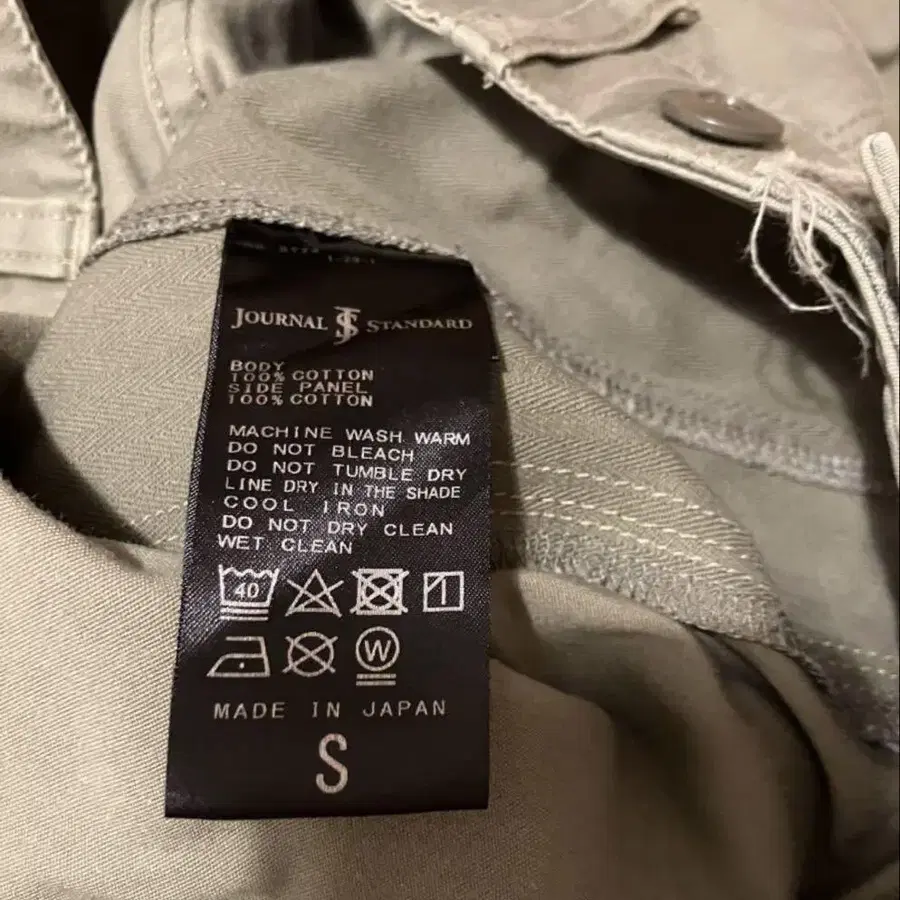 JOURNAL JS STANDARD
BODY
100% COTTON
SIDE PANEL
100% COTTON
MACHINE WASH WARM
DO NOT BLEACH
DO NOT TUMBLE DRY
LINE DRY IN THE SHADE
COOL IRON
DO NOT DRY CLEAN
WET CLEAN
40
W
MADE IN JAPAN
S